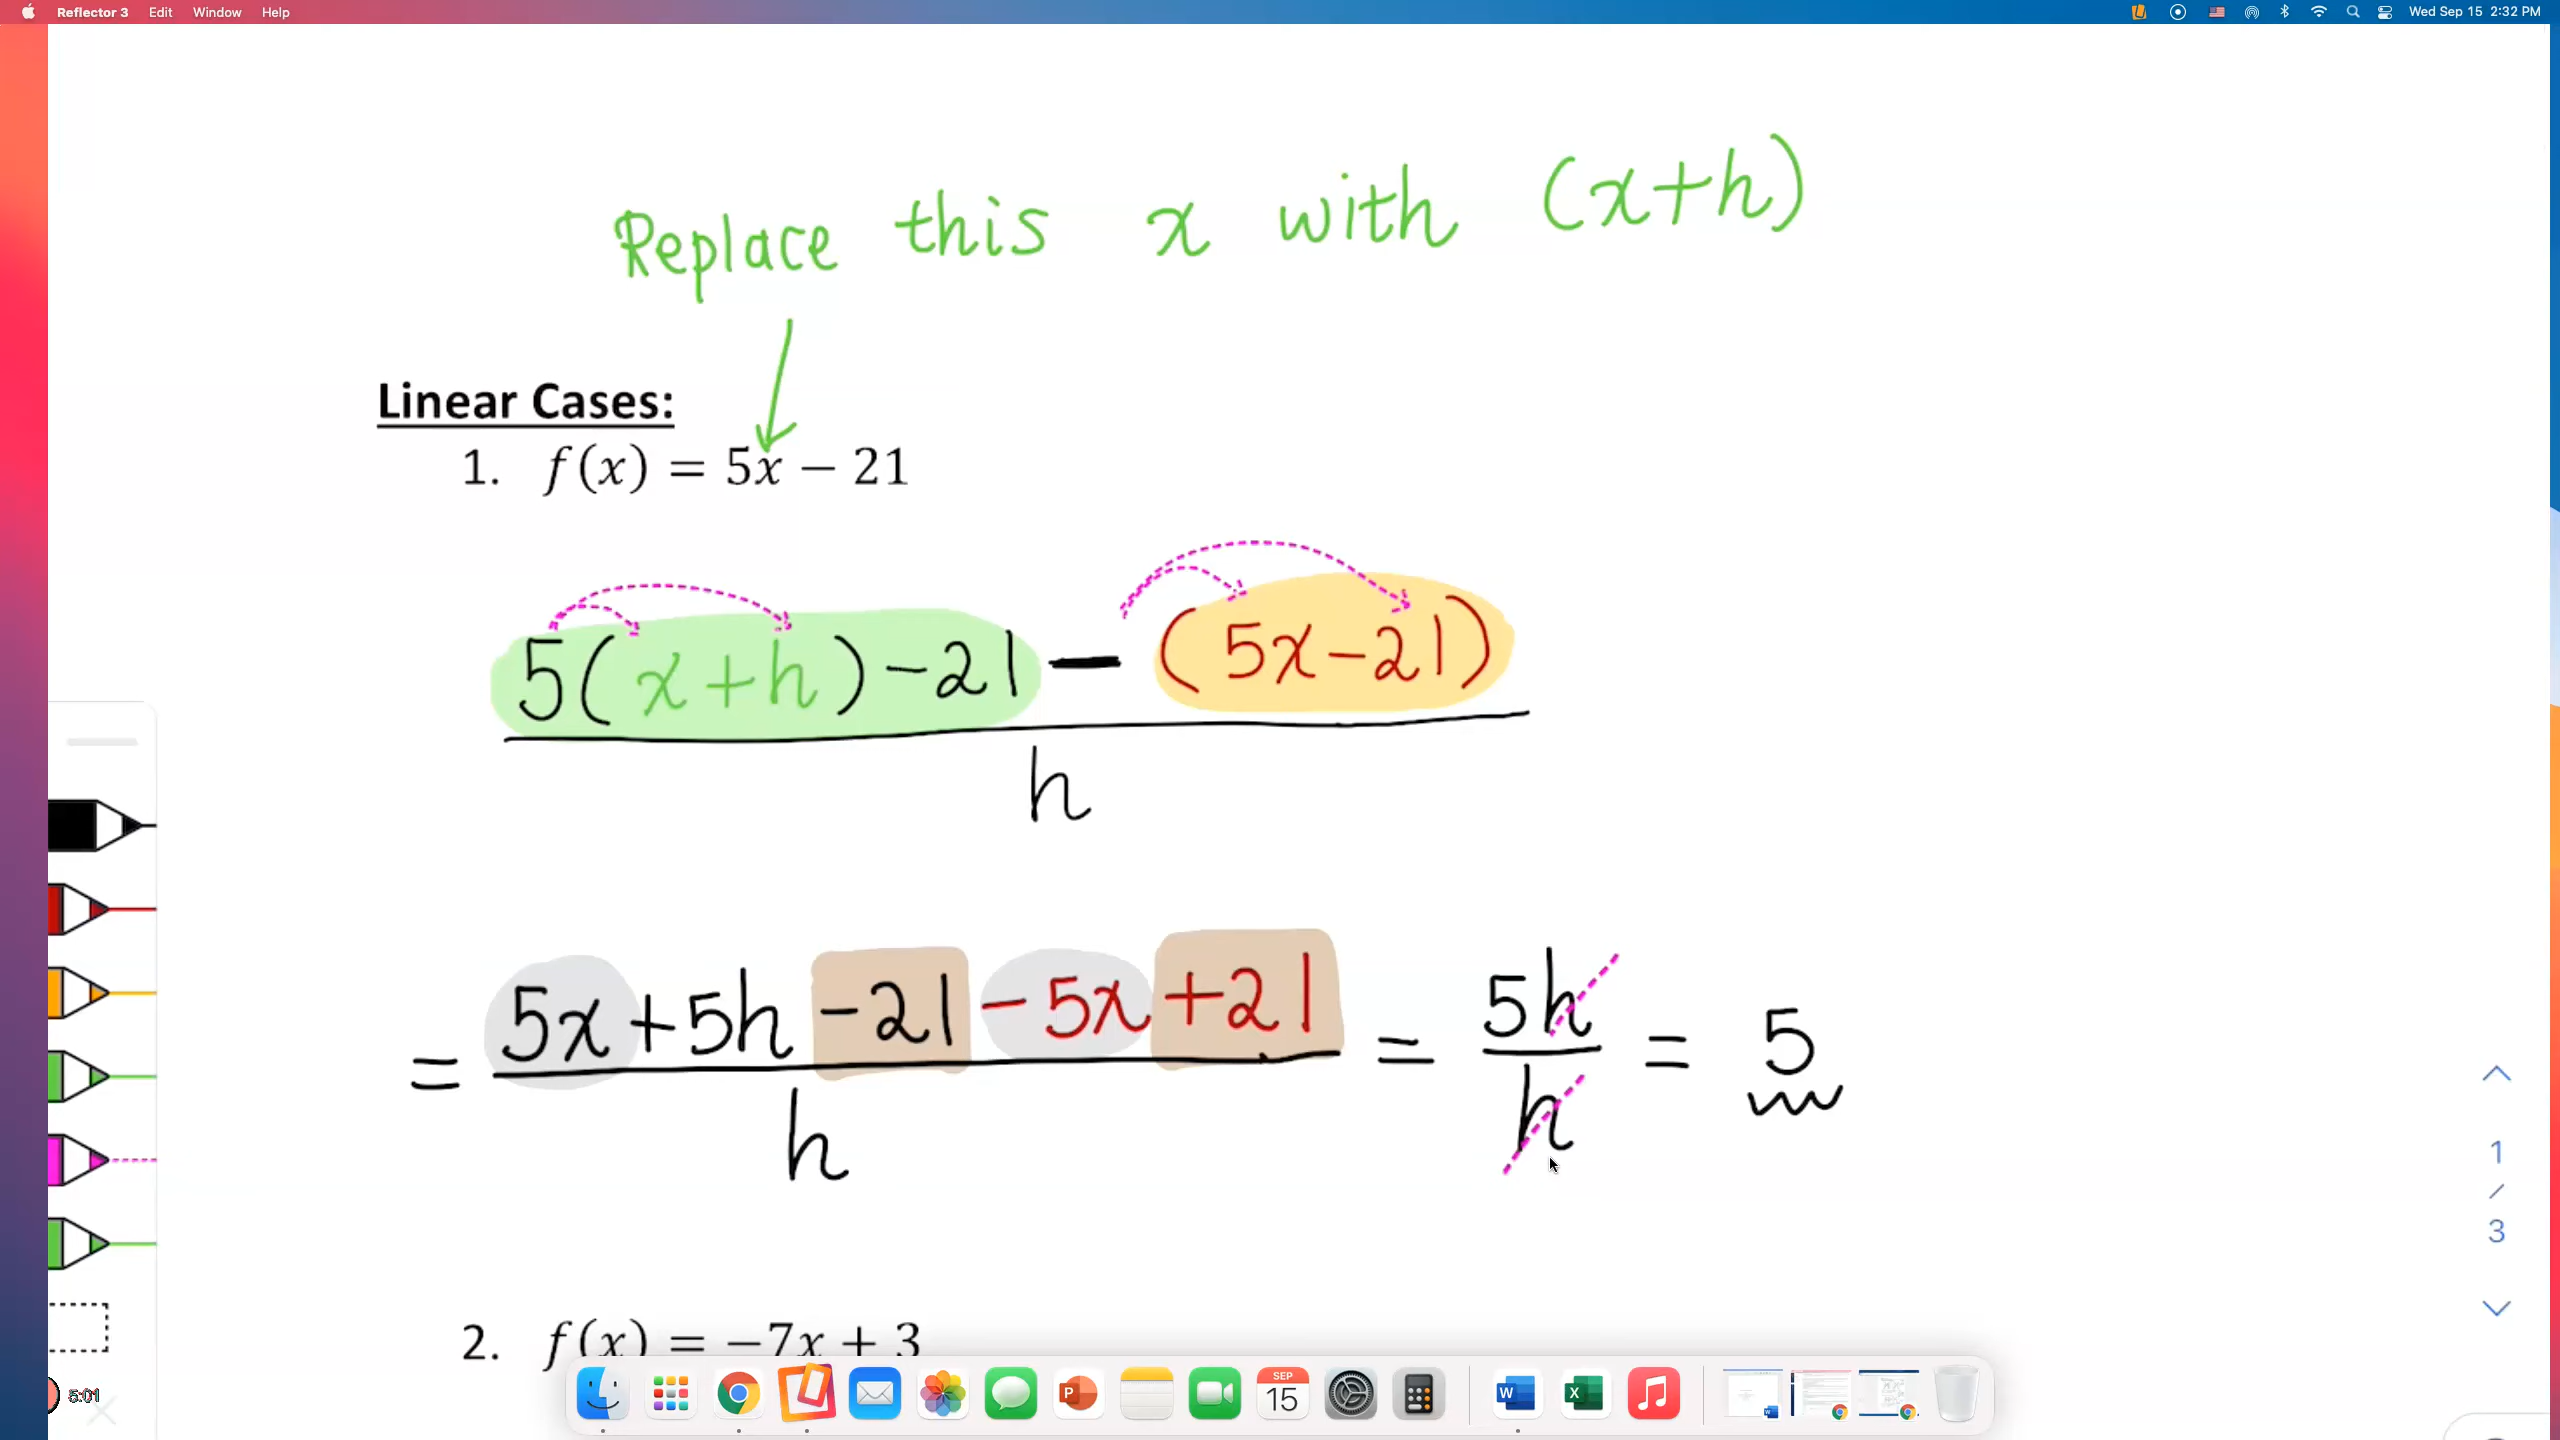 Reflector 3 Edit Window Help Wed Sep 15 2:32 PM
Replace this x with (x+h)
Linear Cases:
1. f(x) = 5x − 21
5(x+h)−21 − (5x−21)
h
= 5x+5h−21−5x+21 = 5h = 5
h h
1
/
3
2. f(x) = −7x + 3
5:01
P
SEP
15
W
X